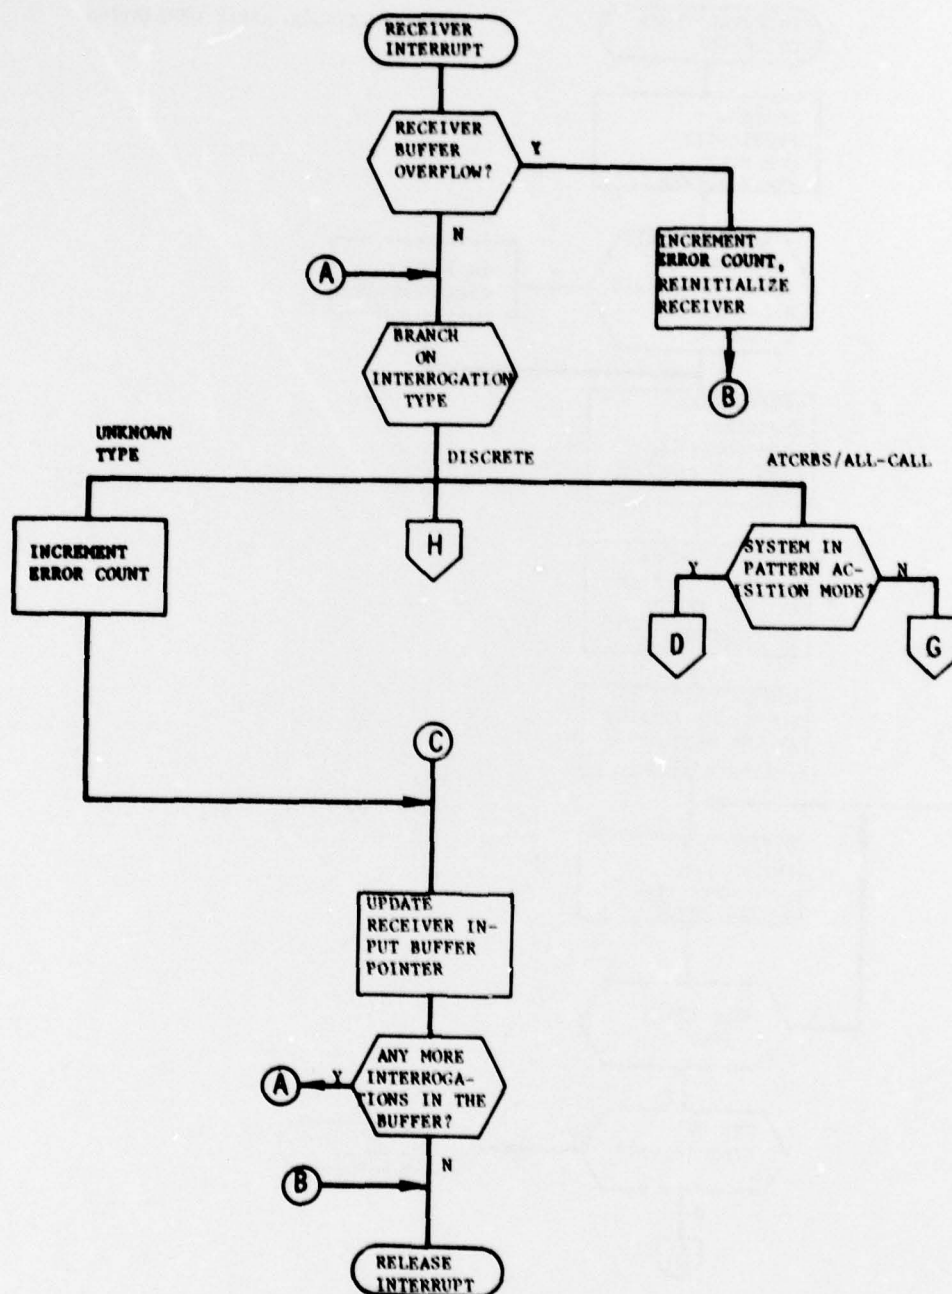 RECEIVER
INTERRUPT
RECEIVER
BUFFER
OVERFLOW?
Y
N
INCREMENT
ERROR COUNT,
REINITIALIZE
RECEIVER
A
B
BRANCH
ON
INTERROGATION
TYPE
UNKNOWN
TYPE
DISCRETE
ATCRBS/ALL-CALL
INCREMENT
ERROR COUNT
H
SYSTEM IN
PATTERN AC-
ISITION MODE?
Y
N
D
G
C
UPDATE
RECEIVER IN-
PUT BUFFER
POINTER
ANY MORE
INTERROGA-
TIONS IN THE
BUFFER?
Y
A
N
B
RELEASE
INTERRUPT